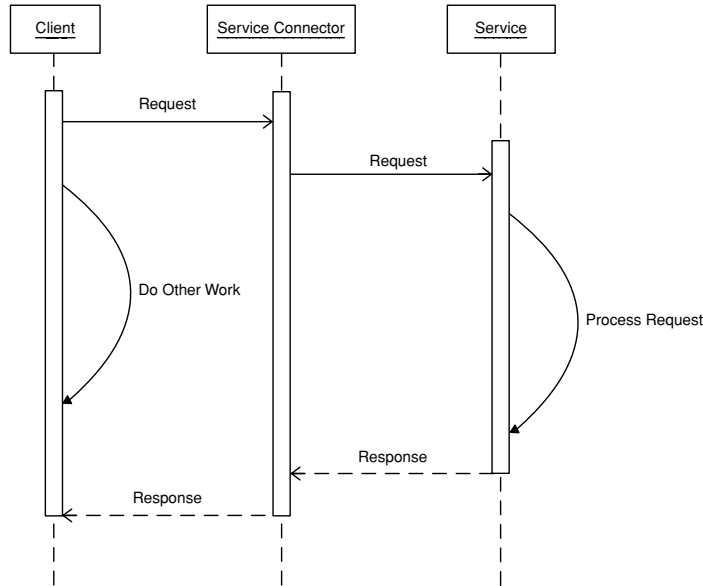 Client
Service Connector
Service
Request
Request
Do Other Work
Process Request
Response
Response